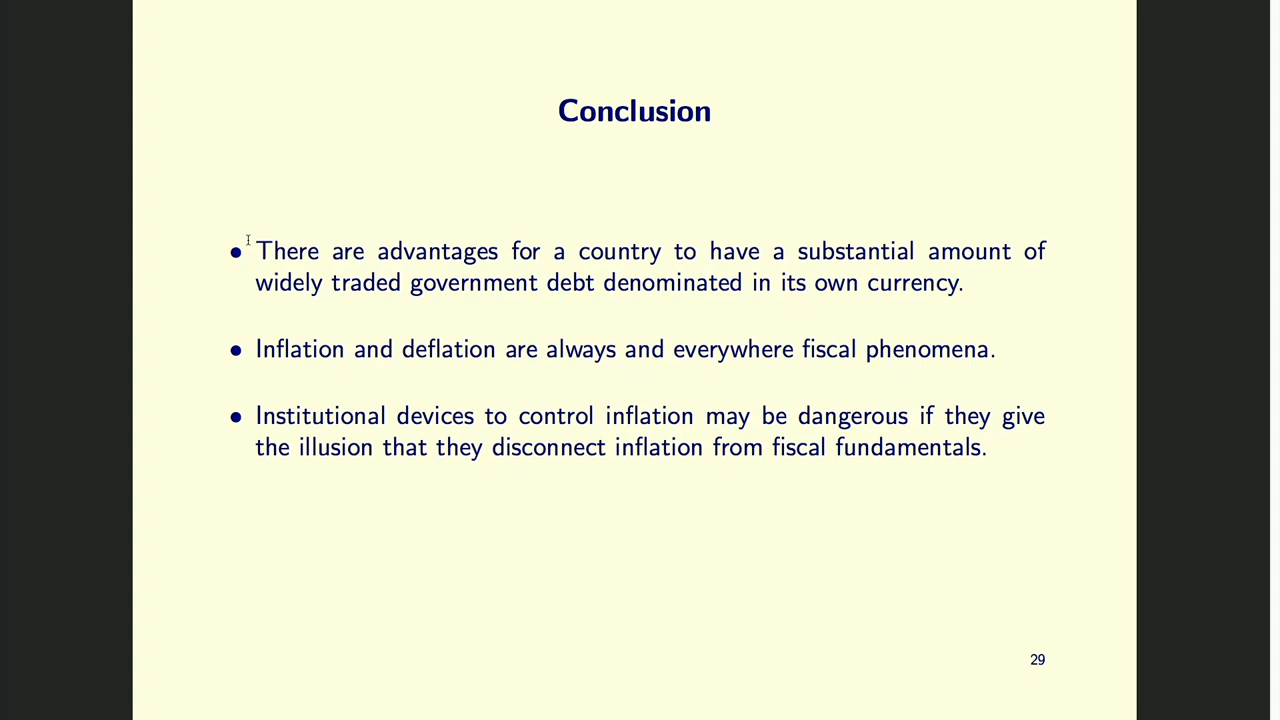 Conclusion
• There are advantages for a country to have a substantial amount of
widely traded government debt denominated in its own currency.
• Inflation and deflation are always and everywhere fiscal phenomena.
• Institutional devices to control inflation may be dangerous if they give
the illusion that they disconnect inflation from fiscal fundamentals.
29